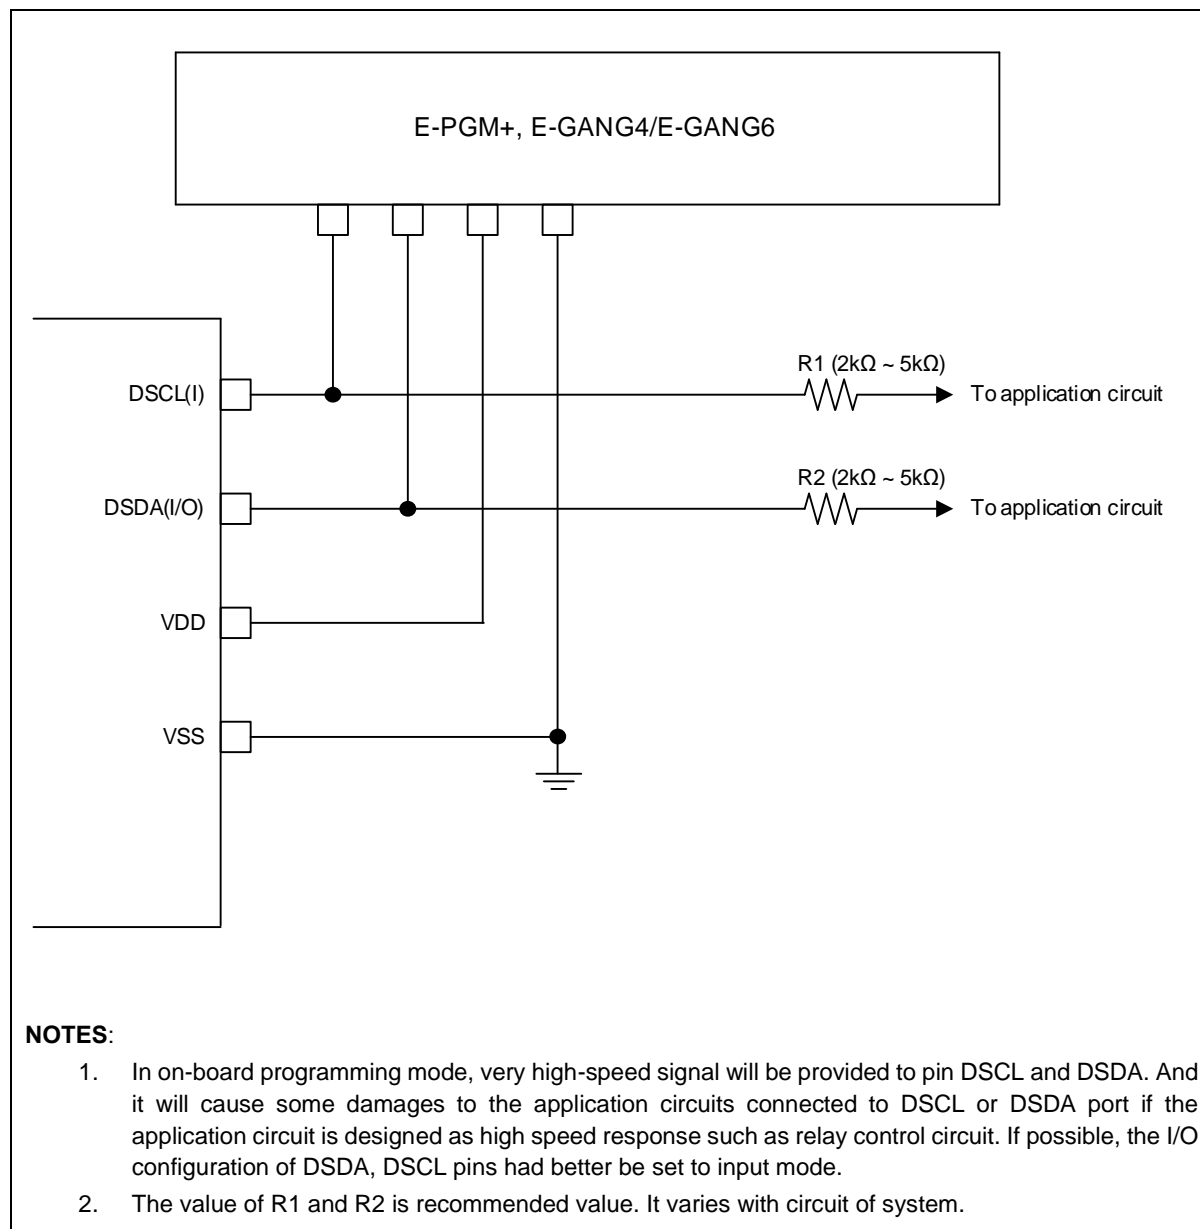 E-PGM+, E-GANG4/E-GANG6
R1 (2kΩ ~ 5kΩ)
DSCL(I)
To application circuit
R2 (2kΩ ~ 5kΩ)
DSDA(I/O)
To application circuit
VDD
VSS
NOTES:
1. In on-board programming mode, very high-speed signal will be provided to pin DSCL and DSDA. And
it will cause some damages to the application circuits connected to DSCL or DSDA port if the
application circuit is designed as high speed response such as relay control circuit. If possible, the I/O
configuration of DSDA, DSCL pins had better be set to input mode.
2. The value of R1 and R2 is recommended value. It varies with circuit of system.